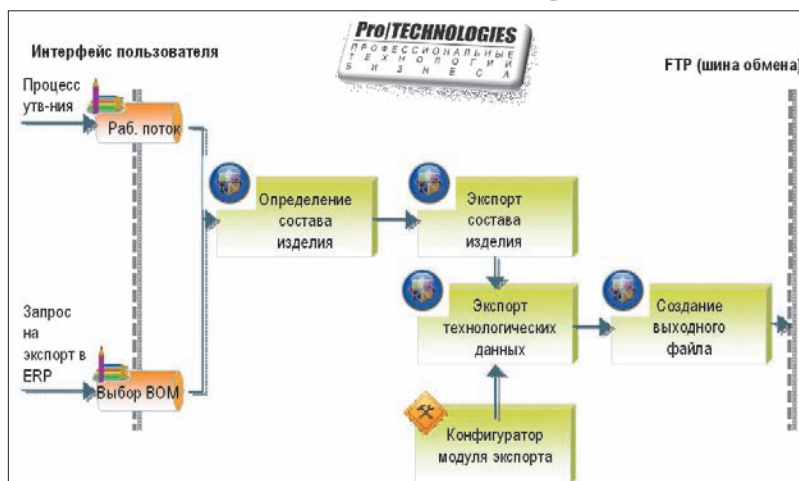 Pro/TECHNOLOGIES
ПРОФЕССИОНАЛЬНЫЕ
ТЕХНОЛОГИИ
БИЗНЕСА
Интерфейс пользователя
FTP (шина обмена)
Процесс
утв-ния
Раб. поток
Определение
состава
изделия
Экспорт
состава
изделия
Запрос
на
экспорт в
ERP
Выбор BOM
Экспорт
технологических
данных
Создание
выходного
файла
Конфигуратор
модуля экспорта